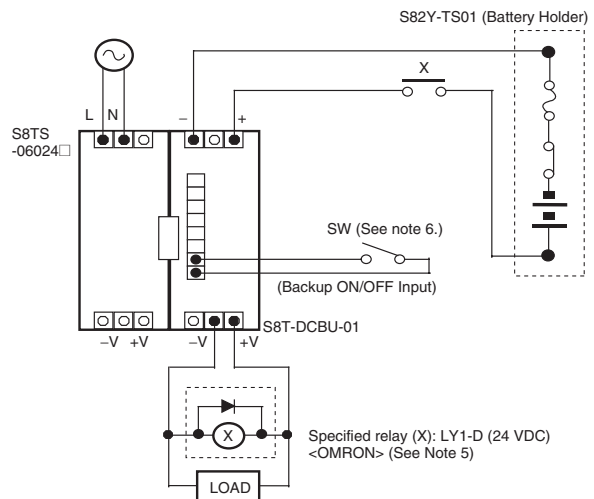 S82Y-TS01 (Battery Holder)
X
L N − +
S8TS
-06024□
SW (See note 6.)
(Backup ON/OFF Input)
S8T-DCBU-01
−V +V −V +V
X
Specified relay (X): LY1-D (24 VDC)
<OMRON> (See Note 5)
LOAD